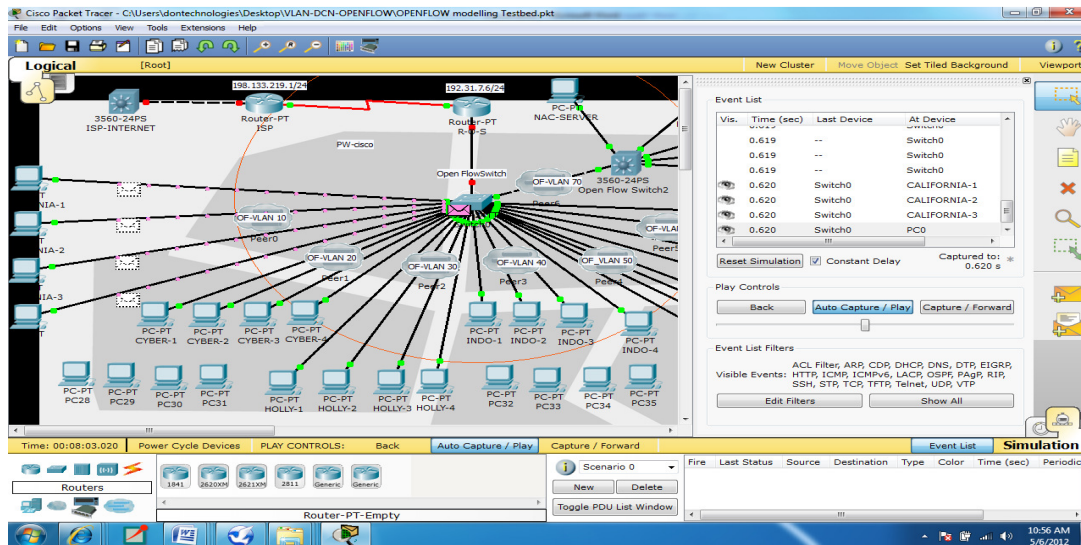 Cisco Packet Tracer - C:\Users\dontechnologies\Desktop\VLAN-DCN-OPENFLOW\OPENFLOW modelling Testbed.pkt
File Edit Options View Tools Extensions Help
Logical [Root] New Cluster Move Object Set Tiled Background Viewport
198.133.219.1/24
192.31.7.6/24
3560-24PS
ISP-INTERNET
Router-PT
ISP
Router-PT
R-O-S
PC-PT
NAC-SERVER
PW-cisco
Open FlowSwitch
3560-24PS
Open Flow Switch2
OF-VLAN 70
Peer6
NIA-1
NIA-2
NIA-3
OF-VLAN 10
Peer0
OF-VLAN 20
Peer1
OF-VLAN 30
Peer2
OF-VLAN 40
Peer3
OF_VLAN 50
Peer4
OF-VLA
Peer5
PC-PT
CYBER-1
PC-PT
CYBER-2
PC-PT
CYBER-3
PC-PT
CYBER-4
PC-PT
INDO-1
PC-PT
INDO-2
PC-PT
INDO-3
PC-PT
INDO-4
PC-PT
PC28
PC-PT
PC29
PC-PT
PC30
PC-PT
PC31
PC-PT
HOLLY-1
PC-PT
HOLLY-2
PC-PT
HOLLY-3
PC-PT
HOLLY-4
PC-PT
PC32
PC-PT
PC33
PC-PT
PC34
PC-PT
PC35
Event List
Vis. Time (sec) Last Device At Device
0.619 -- Switch0
0.619 -- Switch0
0.619 -- Switch0
0.619 -- Switch0
0.620 Switch0 CALIFORNIA-1
0.620 Switch0 CALIFORNIA-2
0.620 Switch0 CALIFORNIA-3
0.620 Switch0 PC0
Reset Simulation Constant Delay Captured to: *
0.620 s
Play Controls
Back Auto Capture / Play Capture / Forward
Event List Filters
Visible Events: ACL Filter, ARP, CDP, DHCP, DNS, DTP, EIGRP,
HTTP, ICMP, ICMPv6, LACP, OSPF, PAgP, RIP,
SSH, STP, TCP, TFTP, Telnet, UDP, VTP
Edit Filters Show All
Time: 00:08:03.020 Power Cycle Devices PLAY CONTROLS: Back Auto Capture / Play Capture / Forward Event List Simulation
Routers
1841 2620XM 2621XM 2811 Generic Generic
Router-PT-Empty
Scenario 0
New Delete
Toggle PDU List Window
Fire Last Status Source Destination Type Color Time (sec) Periodic
10:56 AM
5/6/2012